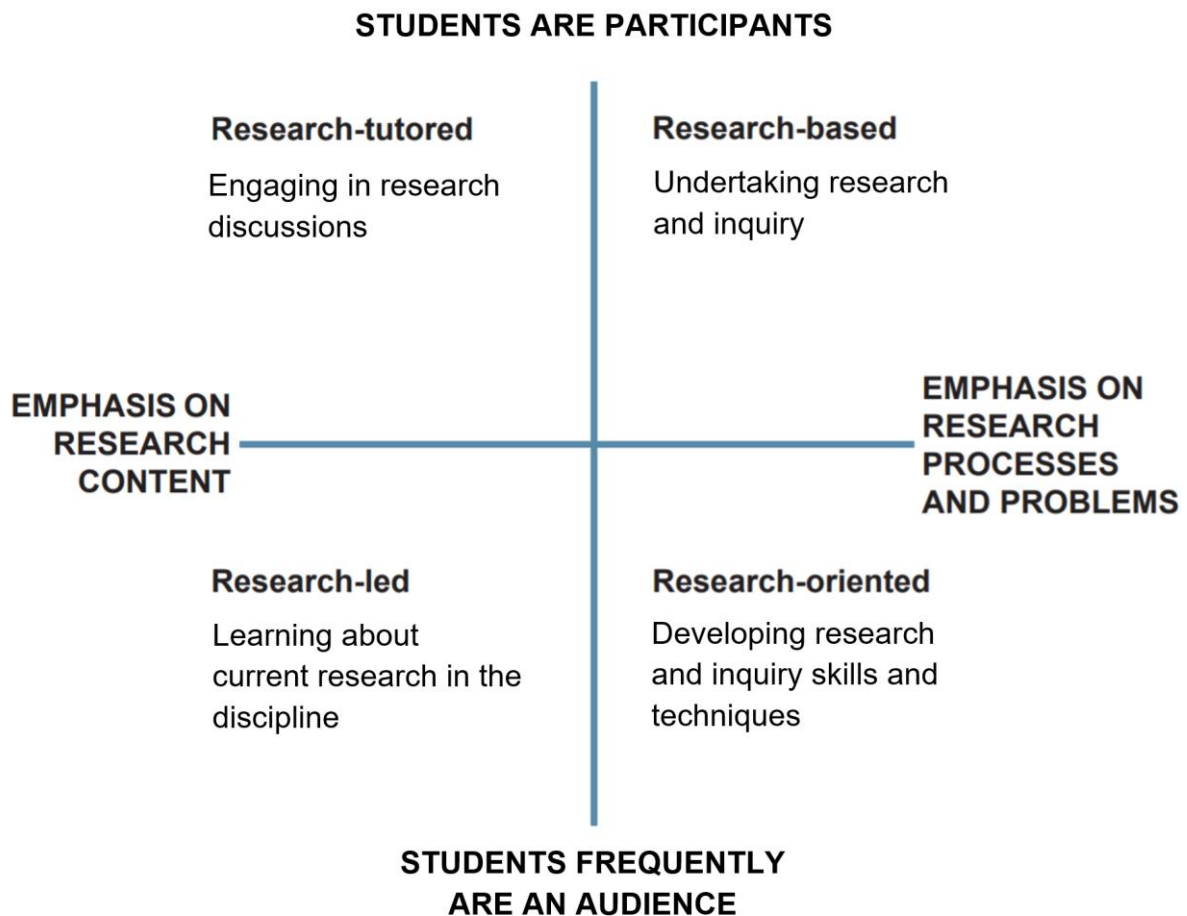 STUDENTS ARE PARTICIPANTS
Research-tutored
Engaging in research
discussions
Research-based
Undertaking research
and inquiry
EMPHASIS ON
RESEARCH
CONTENT
EMPHASIS ON
RESEARCH
PROCESSES
AND PROBLEMS
Research-led
Learning about
current research in the
discipline
Research-oriented
Developing research
and inquiry skills and
techniques
STUDENTS FREQUENTLY
ARE AN AUDIENCE